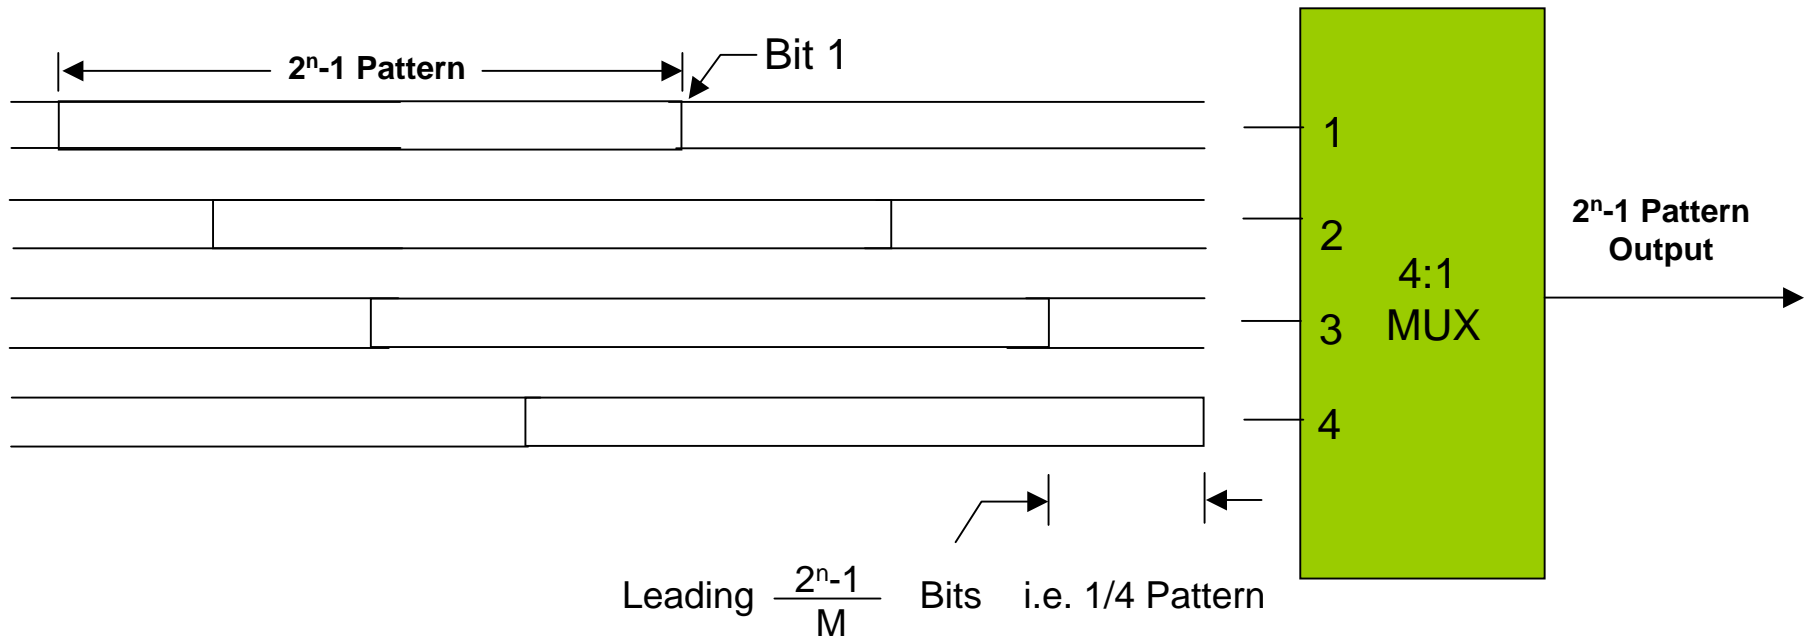 2ⁿ-1 Pattern
Bit 1
1
2
3
4
4:1
MUX
2ⁿ-1 Pattern
Output
Leading 2ⁿ-1 / M Bits i.e. 1/4 Pattern